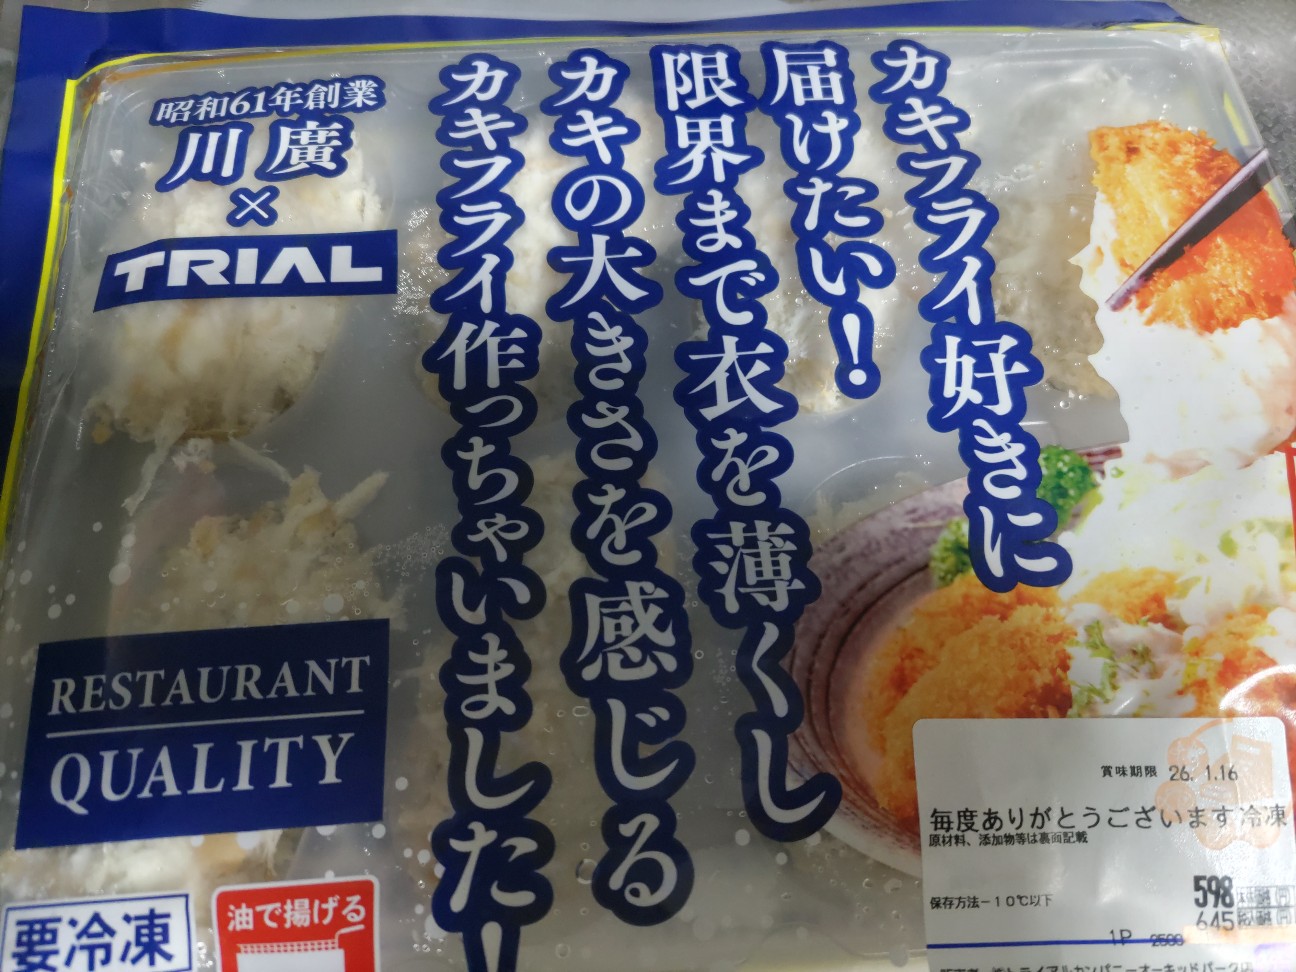 昭和61年創業
川廣
×
TRIAL
カキフライ好きに
届けたい！
限界まで衣を薄くし
カキの大きさを感じる
カキフライ作っちゃいました！
RESTAURANT
QUALITY
要冷凍
油で揚げる
賞味期限 26. 1.16
毎度ありがとうございます冷凍
原材料、添加物等は裏面記載
保存方法－10℃以下
598
645
1P